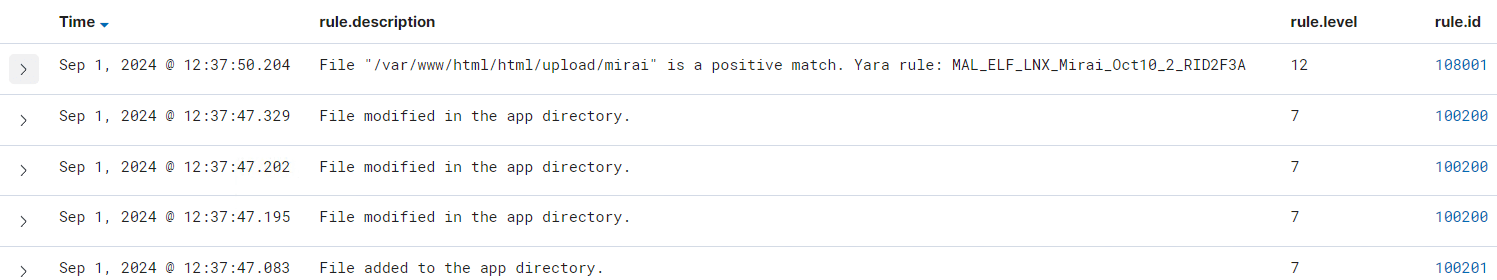 Time rule.description rule.level rule.id
Sep 1, 2024 @ 12:37:50.204 File "/var/www/html/html/upload/mirai" is a positive match. Yara rule: MAL_ELF_LNX_Mirai_Oct10_2_RID2F3A 12 108001
Sep 1, 2024 @ 12:37:47.329 File modified in the app directory. 7 100200
Sep 1, 2024 @ 12:37:47.202 File modified in the app directory. 7 100200
Sep 1, 2024 @ 12:37:47.195 File modified in the app directory. 7 100200
Sep 1, 2024 @ 12:37:47.083 File added to the app directory. 7 100201